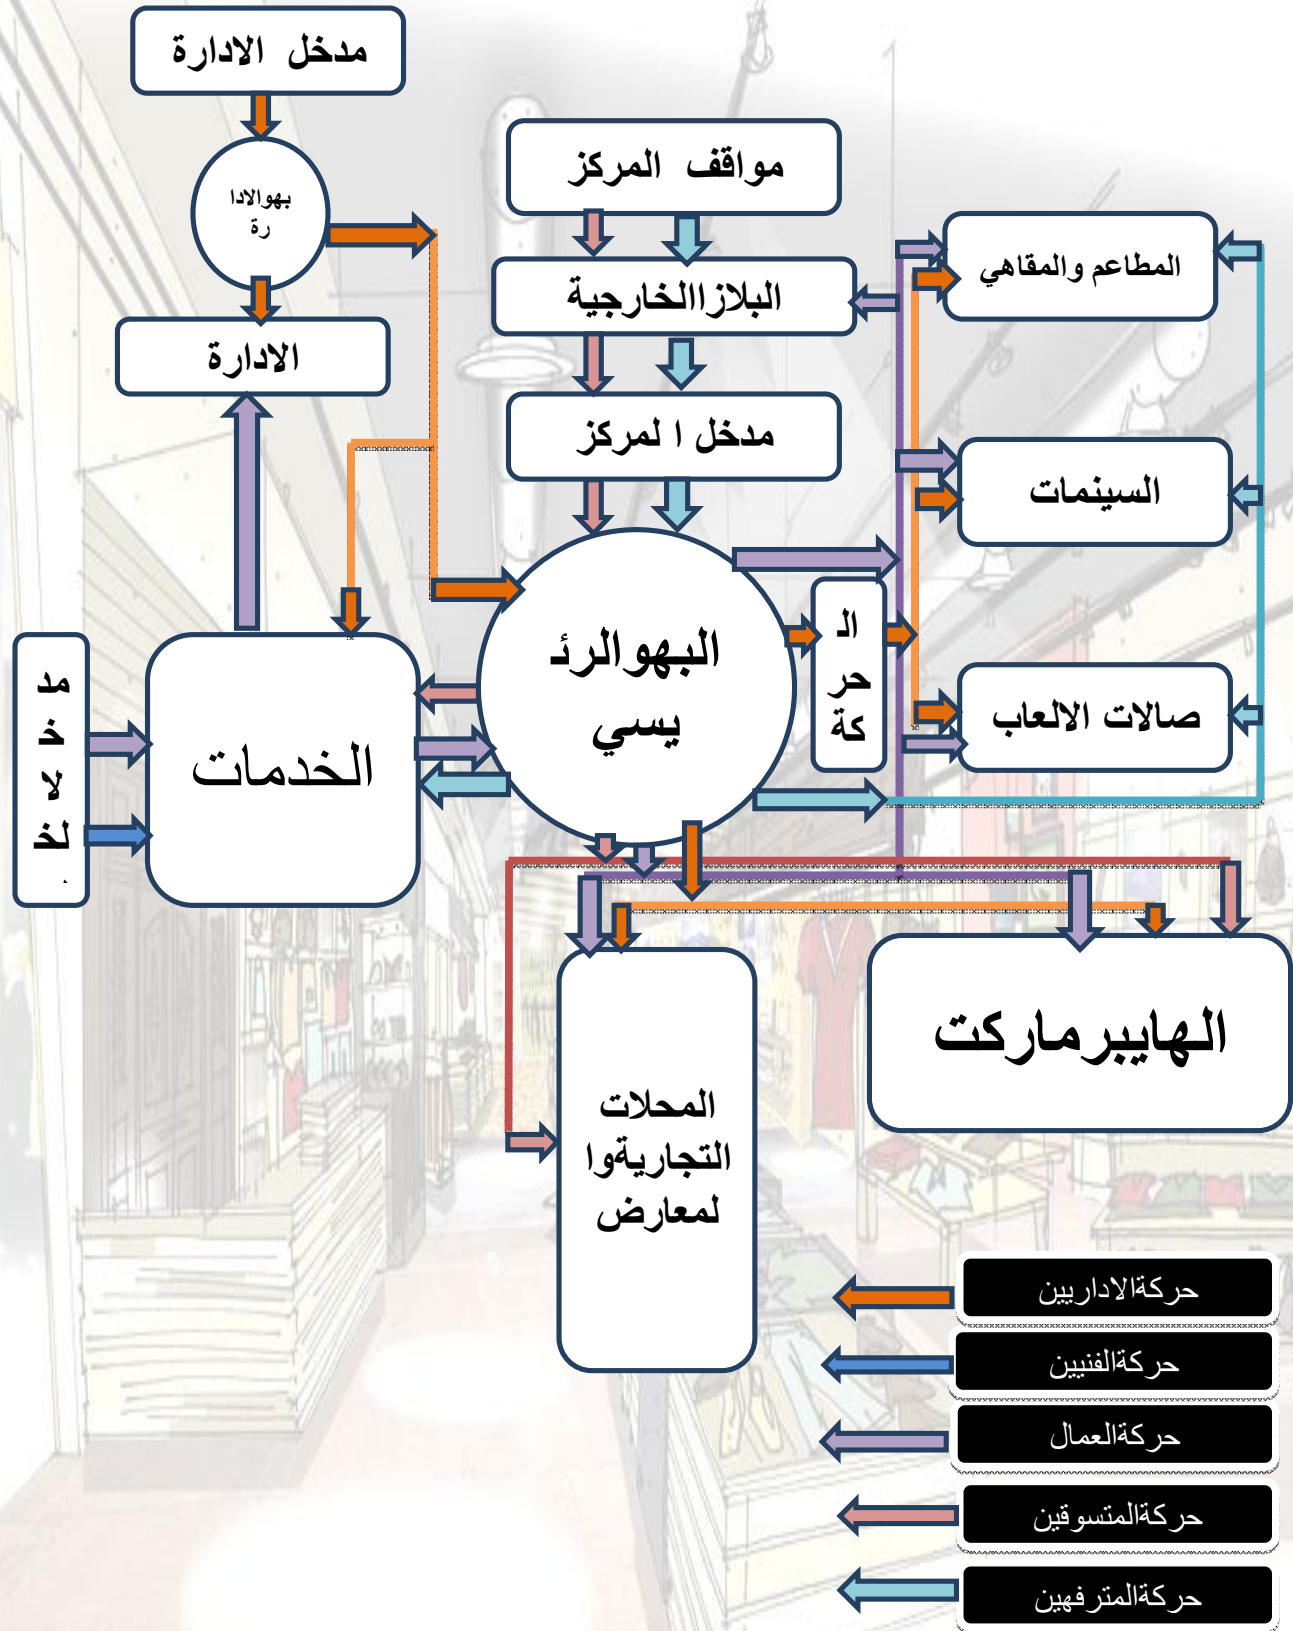 مدخل الادارة
بهوالادا
رة
الادارة
مواقف المركز
البلازاالخارجية
مدخل ا لمركز
المطاعم والمقاهي
السينمات
صالات الالعاب
البهوالرئ
يسي
الـ
حر
كة
مد
خ
لا
لخ
الخدمات
الهايبرماركت
المحلات
التجاريةوا
لمعارض
حركةالاداريين
حركةالفنيين
حركةالعمال
حركةالمتسوقين
حركةالمترفهين